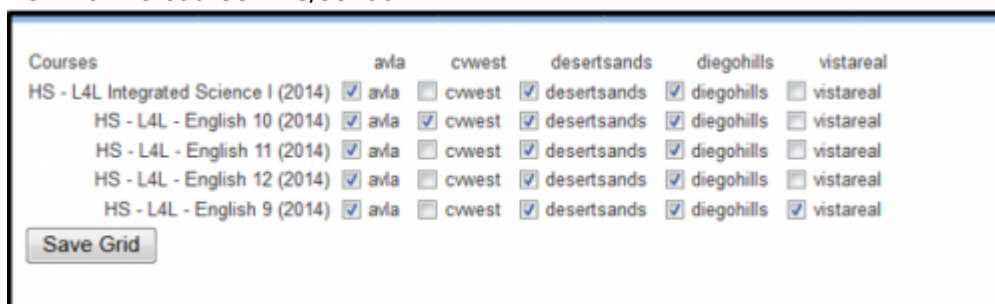 Courses avla cvwest desertsands diegohills vistareal
HS - L4L Integrated Science I (2014) avla cvwest desertsands diegohills vistareal
HS - L4L - English 10 (2014) avla cvwest desertsands diegohills vistareal
HS - L4L - English 11 (2014) avla cvwest desertsands diegohills vistareal
HS - L4L - English 12 (2014) avla cvwest desertsands diegohills vistareal
HS - L4L - English 9 (2014) avla cvwest desertsands diegohills vistareal
Save Grid